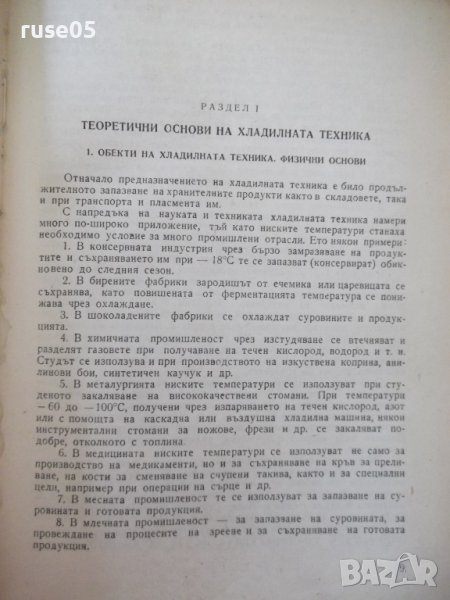 ruse05
РАЗДЕЛ I
ТЕОРЕТИЧНИ ОСНОВИ НА ХЛАДИЛНАТА ТЕХНИКА
1. ОБЕКТИ НА ХЛАДИЛНАТА ТЕХНИКА. ФИЗИЧНИ ОСНОВИ
Отначало предназначението на хладилната техника е било продъл-
жителното запазване на хранителните продукти както в складовете, така
и при транспорта и пласмента им.
С напредъка на науката и техниката хладилната техника намери
много по-широко приложение, тъй като ниските температури станаха
необходимо условие за много промишлени отрасли. Ето някои примери:
1. В консервната индустрия чрез бързо замразяване на продук-
тите и съхраняването им при — 18°C те се запазват (консервират) обик-
новено до следния сезон.
2. В бирените фабрики зародишът от ечемика или царевицата се
съхранява, като повишената от ферментацията температура се пони-
жава чрез охлаждане.
3. В шоколадените фабрики се охлаждат суровините и продук-
цията.
4. В химичната промишленост чрез изстудяване се втечняват и
разделят газовете при получаване на течен кислород, водород и т. н.
Студът се използува и при производството на изкуствена коприна, ани-
линови бои, синтетичен каучук и др.
5. В металургията ниските температури се използуват при сту-
деното закаляване на висококачествени стомани. При температури
—60 до —100°C, получени чрез изпаряването на течен кислород, азот
или с помощта на каскадна или въздушна хладилна машина, някои
инструментални стомани за ножове, фрези и др. се закаляват по-
добре, отколкото с топлина.
6. В медицината ниските температури се използуват не само за
производство на медикаменти, но и за съхраняване на кръв за прели-
ване, на кости за сменяване на счупени такива, както и за специални
цели, например при операции на сърце и др.
7. В месната промишленост те се използуват за запазване на су-
ровината и готовата продукция.
8. В млечната промишленост — за запазване на суровината, за
провеждане на процесите на зреене и за съхраняване на готовата
продукция.
BAZAR